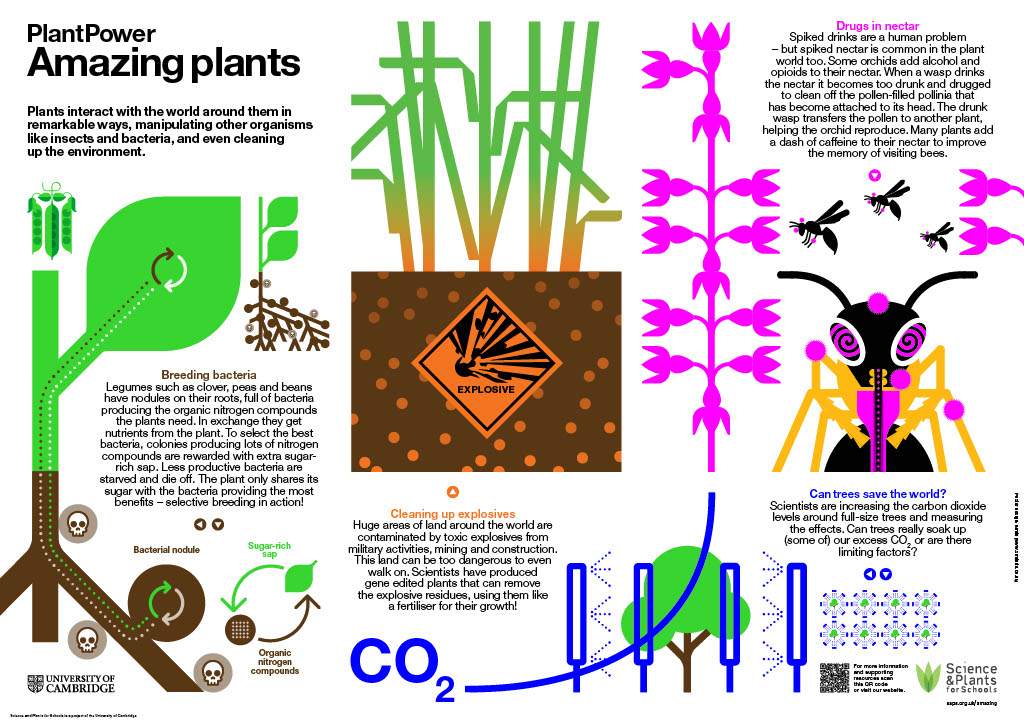 PlantPower
Amazing plants
Plants interact with the world around them in
remarkable ways, manipulating other organisms
like insects and bacteria, and even cleaning
up the environment.
Breeding bacteria
Legumes such as clover, peas and beans
have nodules on their roots, full of bacteria
producing the organic nitrogen compounds
the plants need. In exchange they get
nutrients from the plant. To select the best
bacteria, colonies producing lots of nitrogen
compounds are rewarded with extra sugar-
rich sap. Less productive bacteria are
starved and die off. The plant only shares its
sugar with the bacteria providing the most
benefits – selective breeding in action!
Bacterial nodule
Sugar-rich
sap
Organic
nitrogen
compounds
UNIVERSITY OF
CAMBRIDGE
Science and Plants for Schools is a project of the University of Cambridge
EXPLOSIVE
Cleaning up explosives
Huge areas of land around the world are
contaminated by toxic explosives from
military activities, mining and construction.
This land can be too dangerous to even
walk on. Scientists have produced
gene edited plants that can remove
the explosive residues, using them like
a fertiliser for their growth!
CO2
Drugs in nectar
Spiked drinks are a human problem
– but spiked nectar is common in the plant
world too. Some orchids add alcohol and
opioids to their nectar. When a wasp drinks
the nectar it becomes too drunk and drugged
to clean off the pollen-filled pollinia that
has become attached to its head. The drunk
wasp transfers the pollen to another plant,
helping the orchid reproduce. Many plants add
a dash of caffeine to their nectar to improve
the memory of visiting bees.
Can trees save the world?
Scientists are increasing the carbon dioxide
levels around full-size trees and measuring
the effects. Can trees really soak up
(some of) our excess CO2 or are there
limiting factors?
For more information
and supporting
resources scan
this QR code
or visit our website.
Science
&Plants
for Schools
saps.org.uk/amazing